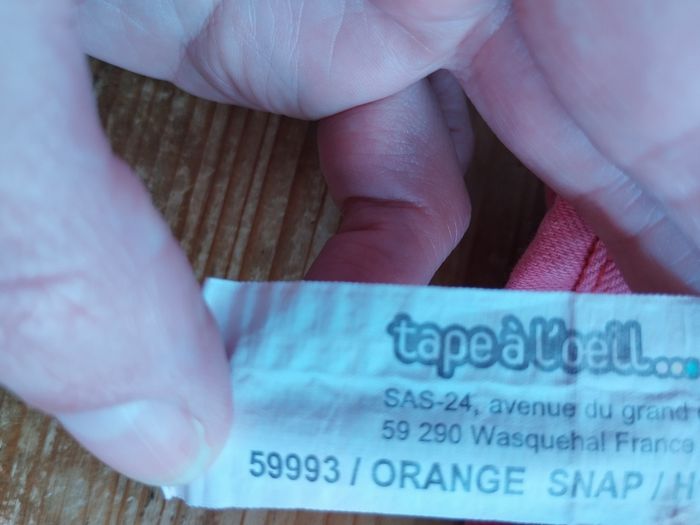 tape à l'oeil...
SAS-24, avenue du grand
59 290 Wasquehal France
59993 / ORANGE SNAP / H